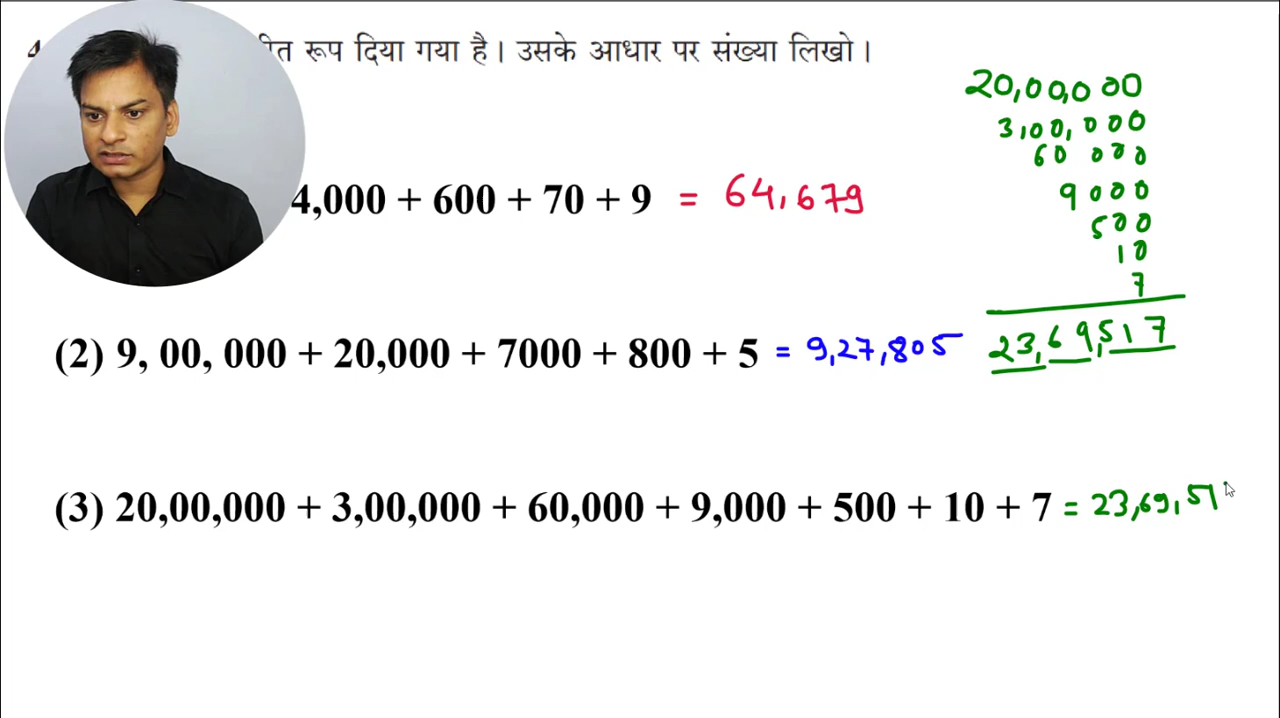 रूप दिया गया है। उसके आधार पर संख्या लिखो।
4,000 + 600 + 70 + 9 = 64,679
(2) 9, 00, 000 + 20,000 + 7000 + 800 + 5 = 9,27,805
(3) 20,00,000 + 3,00,000 + 60,000 + 9,000 + 500 + 10 + 7 = 23,69,51
20,00,000
3,00,000
60 000
9000
500
10
7
23,69,517